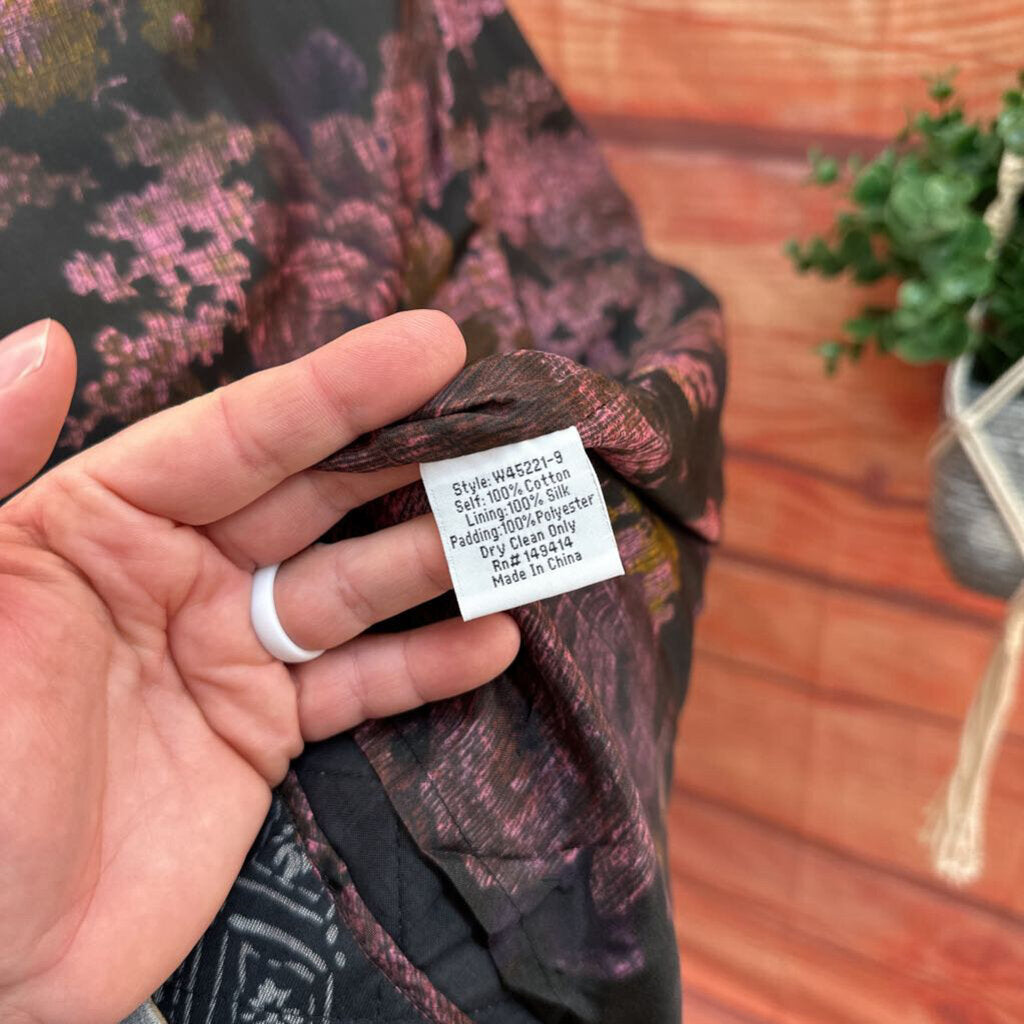 Style: W45221-9
Self: 100% Cotton
Lining:100% Silk
Padding:100%Polyester
Dry Clean Only
Rn# 149414
Made In China